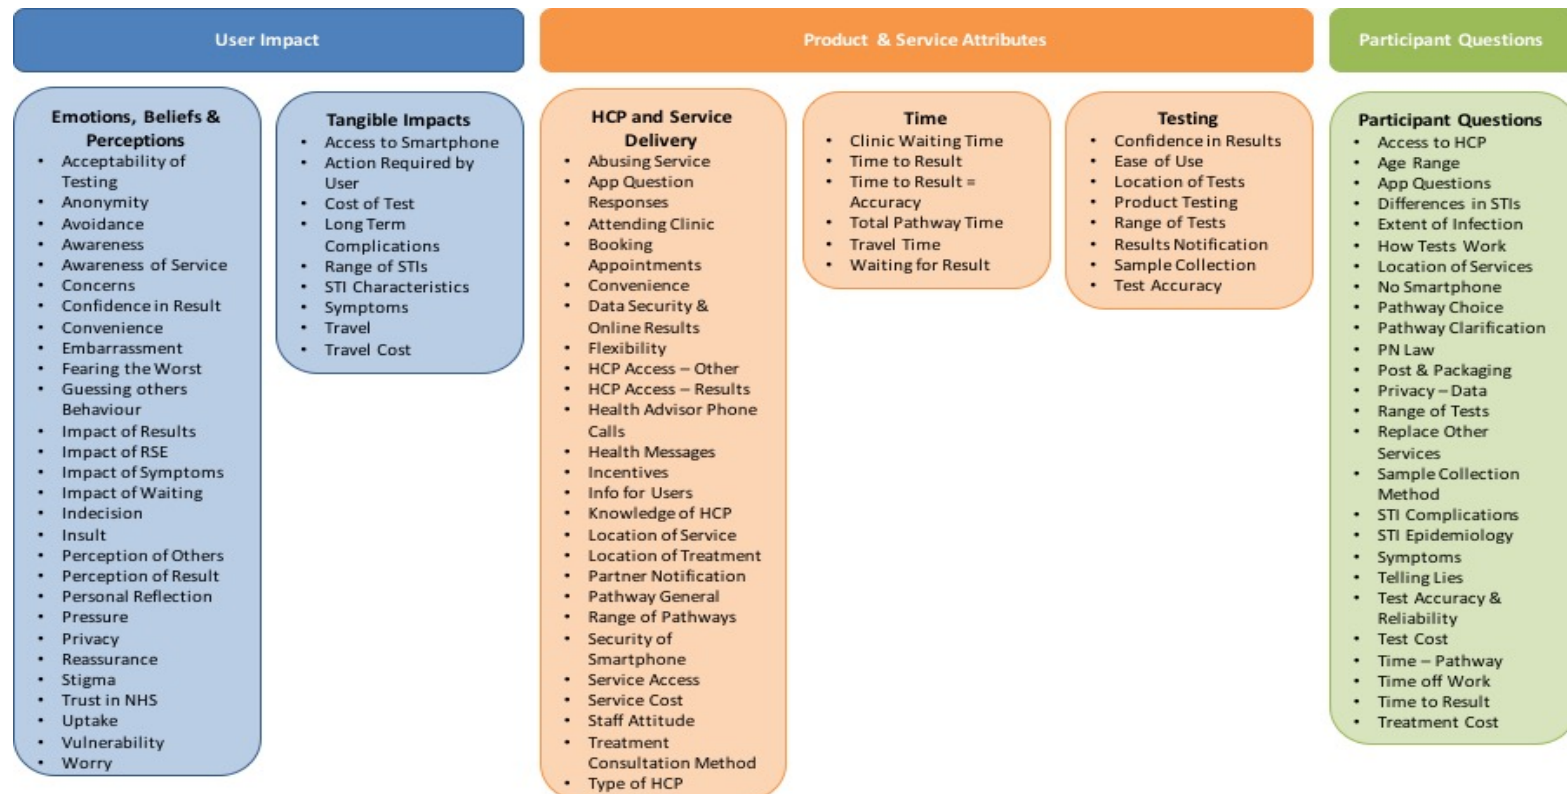 User Impact
Product & Service Attributes
Participant Questions
Emotions, Beliefs &
Perceptions
• Acceptability of
Testing
• Anonymity
• Avoidance
• Awareness
• Awareness of Service
• Concerns
• Confidence in Result
• Convenience
• Embarrassment
• Fearing the Worst
• Guessing others
Behaviour
• Impact of Results
• Impact of RSE
• Impact of Symptoms
• Impact of Waiting
• Indecision
• Insult
• Perception of Others
• Perception of Result
• Personal Reflection
• Pressure
• Privacy
• Reassurance
• Stigma
• Trust in NHS
• Uptake
• Vulnerability
• Worry
Tangible Impacts
• Access to Smartphone
• Action Required by
User
• Cost of Test
• Long Term
Complications
• Range of STIs
• STI Characteristics
• Symptoms
• Travel
• Travel Cost
HCP and Service
Delivery
• Abusing Service
• App Question
Responses
• Attending Clinic
• Booking
Appointments
• Convenience
• Data Security &
Online Results
• Flexibility
• HCP Access – Other
• HCP Access – Results
• Health Advisor Phone
Calls
• Health Messages
• Incentives
• Info for Users
• Knowledge of HCP
• Location of Service
• Location of Treatment
• Partner Notification
• Pathway General
• Range of Pathways
• Security of
Smartphone
• Service Access
• Service Cost
• Staff Attitude
• Treatment
Consultation Method
• Type of HCP
Time
• Clinic Waiting Time
• Time to Result
• Time to Result =
Accuracy
• Total Pathway Time
• Travel Time
• Waiting for Result
Testing
• Confidence in Results
• Ease of Use
• Location of Tests
• Product Testing
• Range of Tests
• Results Notification
• Sample Collection
• Test Accuracy
Participant Questions
• Access to HCP
• Age Range
• App Questions
• Differences in STIs
• Extent of Infection
• How Tests Work
• Location of Services
• No Smartphone
• Pathway Choice
• Pathway Clarification
• PN Law
• Post & Packaging
• Privacy – Data
• Range of Tests
• Replace Other
Services
• Sample Collection
Method
• STI Complications
• STI Epidemiology
• Symptoms
• Telling Lies
• Test Accuracy &
Reliability
• Test Cost
• Time – Pathway
• Time off Work
• Time to Result
• Treatment Cost